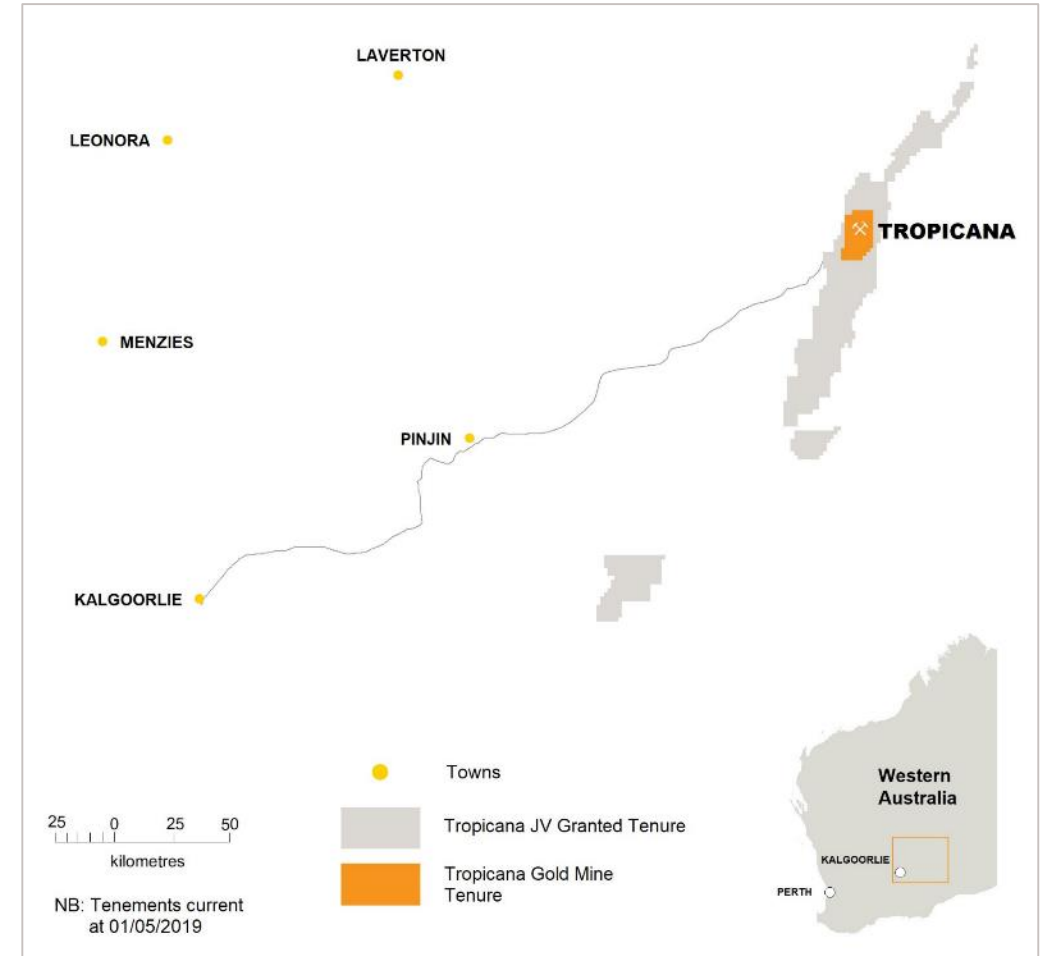 LAVERTON
LEONORA
TROPICANA
MENZIES
PINJIN
KALGOORLIE
Towns
Tropicana JV Granted Tenure
Tropicana Gold Mine
Tenure
25 0 25 50
kilometres
NB: Tenements current
at 01/05/2019
Western
Australia
KALGOORLIE
PERTH